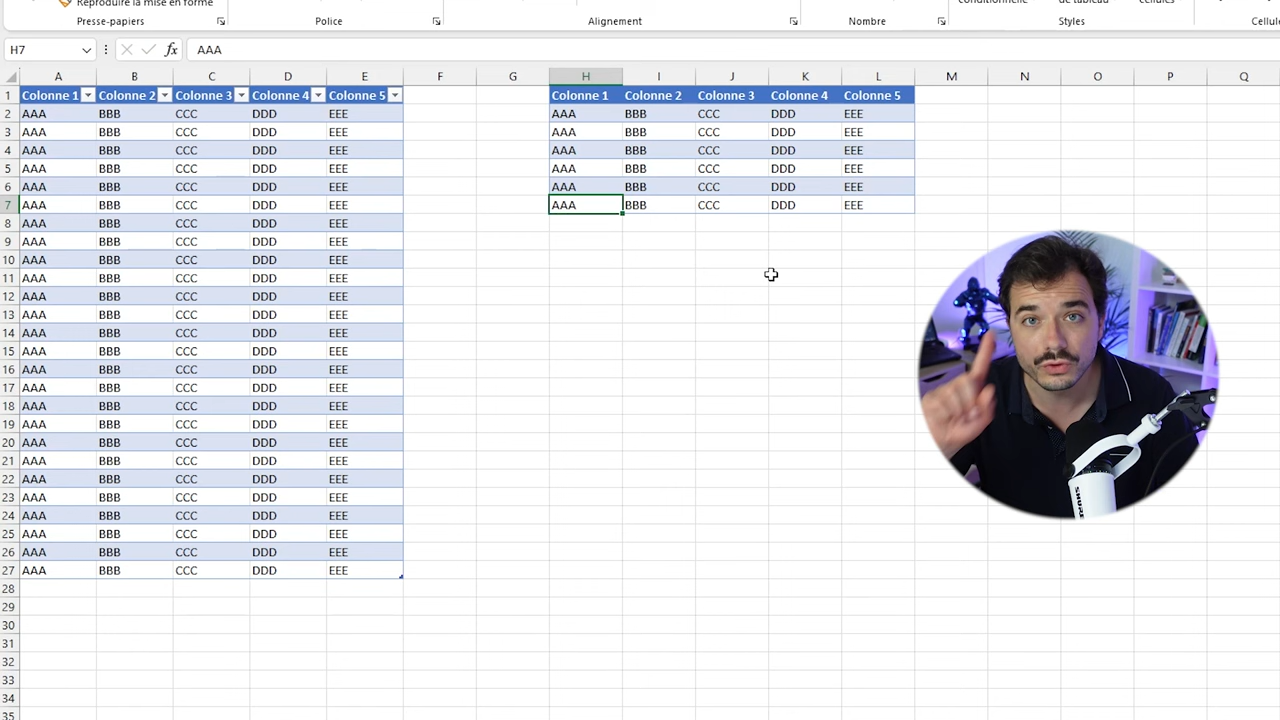 Reproduire la mise en forme
Presse-papiers Police Alignement Nombre Styles
H7 fx AAA
A B C D E F G H I J K L M N O P Q
1 Colonne 1 Colonne 2 Colonne 3 Colonne 4 Colonne 5 Colonne 1 Colonne 2 Colonne 3 Colonne 4 Colonne 5
2 AAA BBB CCC DDD EEE AAA BBB CCC DDD EEE
3 AAA BBB CCC DDD EEE AAA BBB CCC DDD EEE
4 AAA BBB CCC DDD EEE AAA BBB CCC DDD EEE
5 AAA BBB CCC DDD EEE AAA BBB CCC DDD EEE
6 AAA BBB CCC DDD EEE AAA BBB CCC DDD EEE
7 AAA BBB CCC DDD EEE AAA BBB CCC DDD EEE
8 AAA BBB CCC DDD EEE
9 AAA BBB CCC DDD EEE
10 AAA BBB CCC DDD EEE
11 AAA BBB CCC DDD EEE
12 AAA BBB CCC DDD EEE
13 AAA BBB CCC DDD EEE
14 AAA BBB CCC DDD EEE
15 AAA BBB CCC DDD EEE
16 AAA BBB CCC DDD EEE
17 AAA BBB CCC DDD EEE
18 AAA BBB CCC DDD EEE
19 AAA BBB CCC DDD EEE
20 AAA BBB CCC DDD EEE
21 AAA BBB CCC DDD EEE
22 AAA BBB CCC DDD EEE
23 AAA BBB CCC DDD EEE
24 AAA BBB CCC DDD EEE
25 AAA BBB CCC DDD EEE
26 AAA BBB CCC DDD EEE
27 AAA BBB CCC DDD EEE
28
29
30
31
32
33
34
35
SHURE